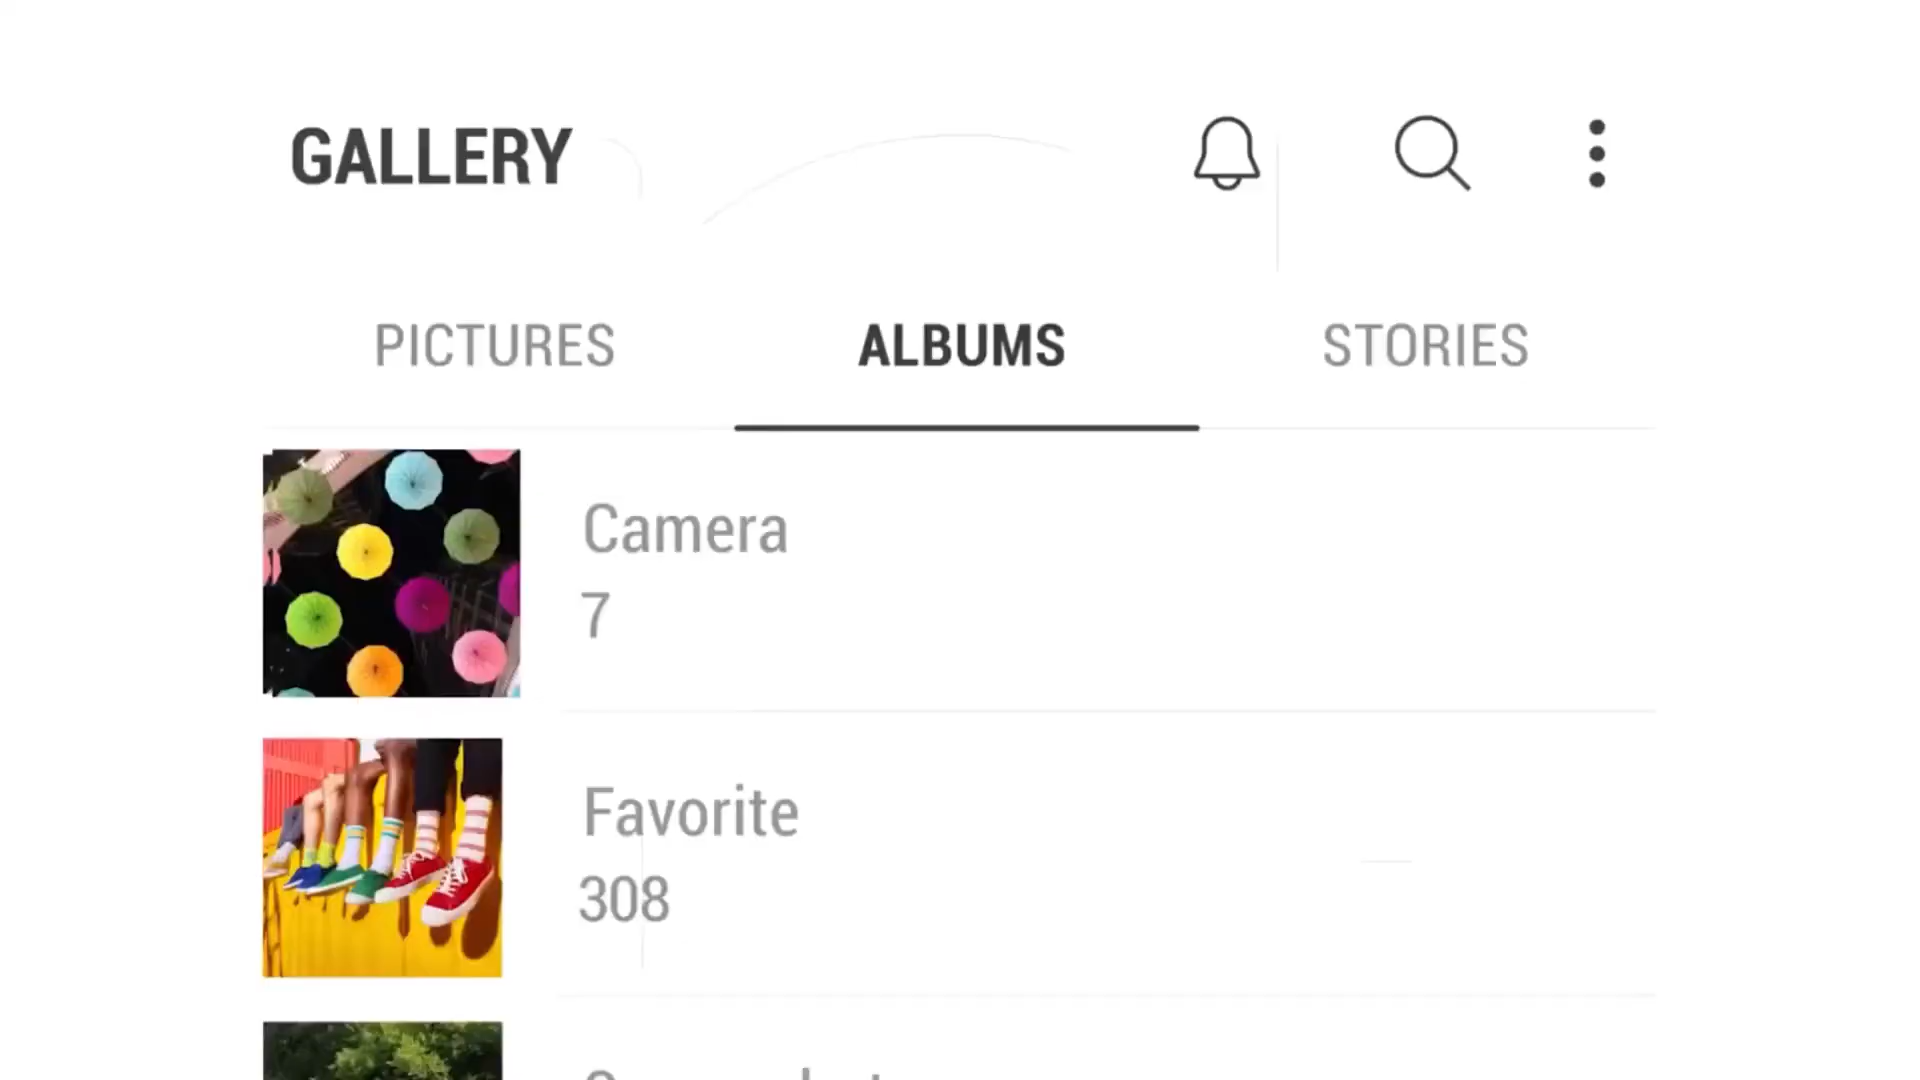 GALLERY
PICTURES
ALBUMS
STORIES
Camera
7
Favorite
308